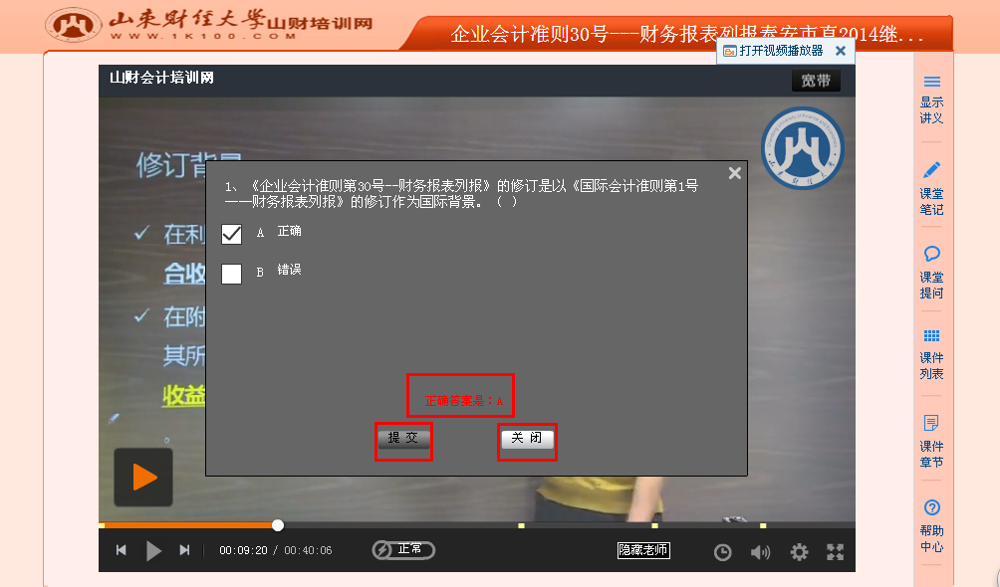 山东财经大学山财培训网
WWW.1K100.COM
企业会计准则30号---财务报表列报泰安市直2014继...
打开视频播放器
山财会计培训网
宽带
显示
讲义
修订背景
1、《企业会计准则第30号--财务报表列报》的修订是以《国际会计准则第1号
——财务报表列报》的修订作为国际背景。( )
课堂
笔记
✓ 在利
A 正确
合收
B 错误
课堂
提问
✓ 在附
其所
课件
列表
收益
正确答案是：A
提 交
关 闭
课件
章节
00:09:20 / 00:40:06
正常
隐藏老师
帮助
中心